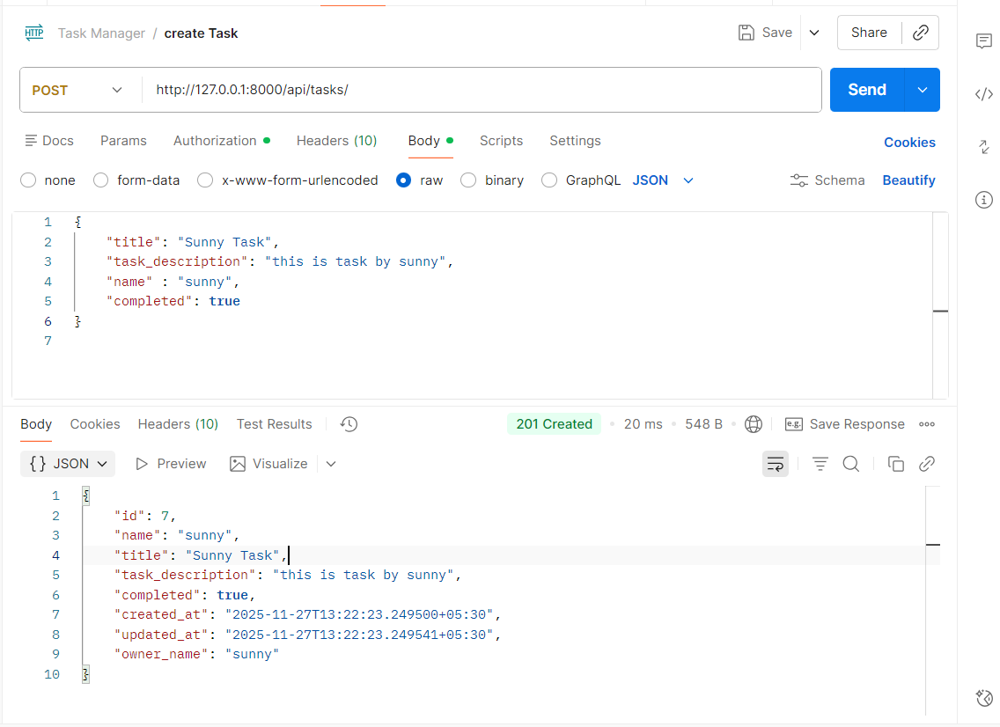 HTTP Task Manager / create Task Save Share
POST http://127.0.0.1:8000/api/tasks/ Send
Docs Params Authorization Headers (10) Body Scripts Settings Cookies
none form-data x-www-form-urlencoded raw binary GraphQL JSON Schema Beautify
1 {
2 "title": "Sunny Task",
3 "task_description": "this is task by sunny",
4 "name" : "sunny",
5 "completed": true
6 }
7
Body Cookies Headers (10) Test Results 201 Created 20 ms 548 B e.g. Save Response
{} JSON Preview Visualize
1 {
2 "id": 7,
3 "name": "sunny",
4 "title": "Sunny Task",
5 "task_description": "this is task by sunny",
6 "completed": true,
7 "created_at": "2025-11-27T13:22:23.249500+05:30",
8 "updated_at": "2025-11-27T13:22:23.249541+05:30",
9 "owner_name": "sunny"
10 }